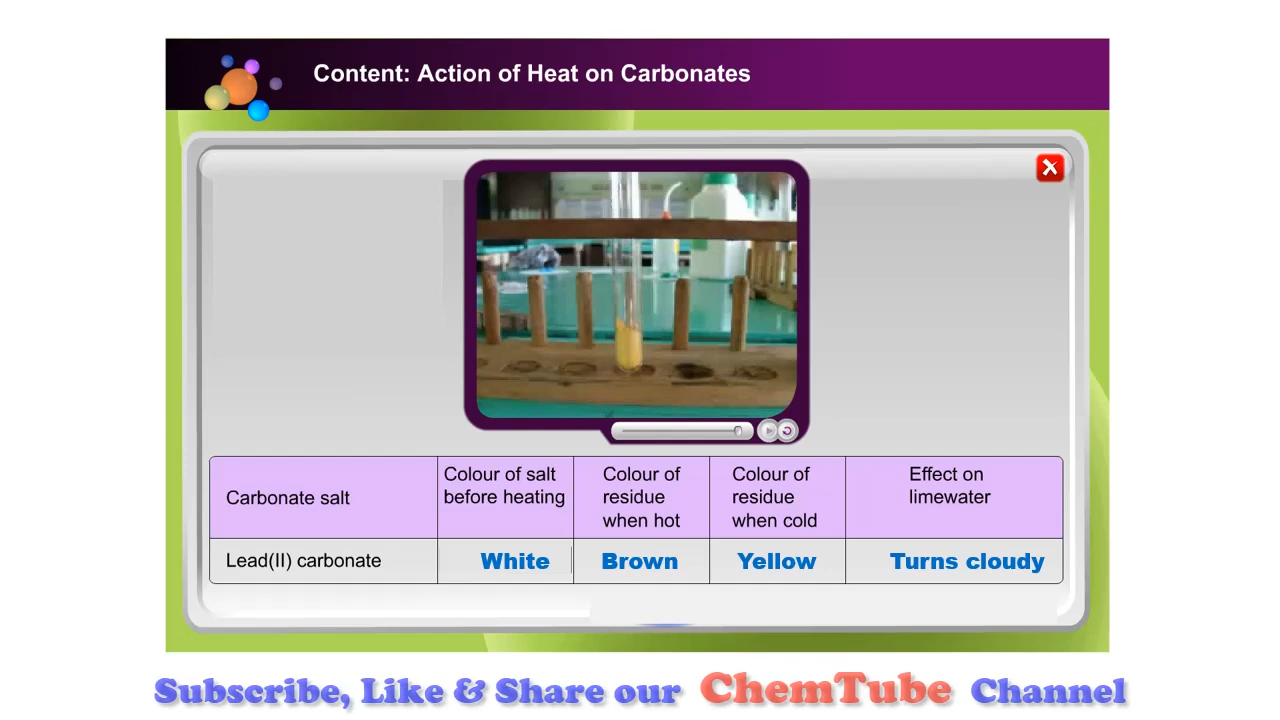 Content: Action of Heat on Carbonates
Carbonate salt
Colour of salt
before heating
Colour of
residue
when hot
Colour of
residue
when cold
Effect on
limewater
Lead(II) carbonate
White
Brown
Yellow
Turns cloudy
Subscribe, Like & Share our ChemTube Channel